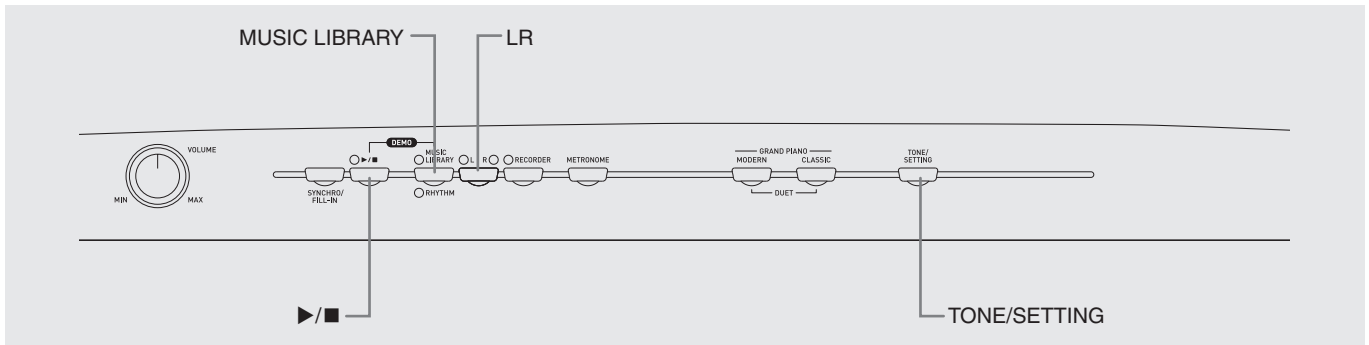 MUSIC LIBRARY LR
DEMO
VOLUME
MIN MAX
▶/■
MUSIC
LIBRARY
L R
RECORDER
METRONOME
SYNCHRO/
FILL-IN
RHYTHM
GRAND PIANO
MODERN CLASSIC
DUET
TONE/
SETTING
▶/■ TONE/SETTING